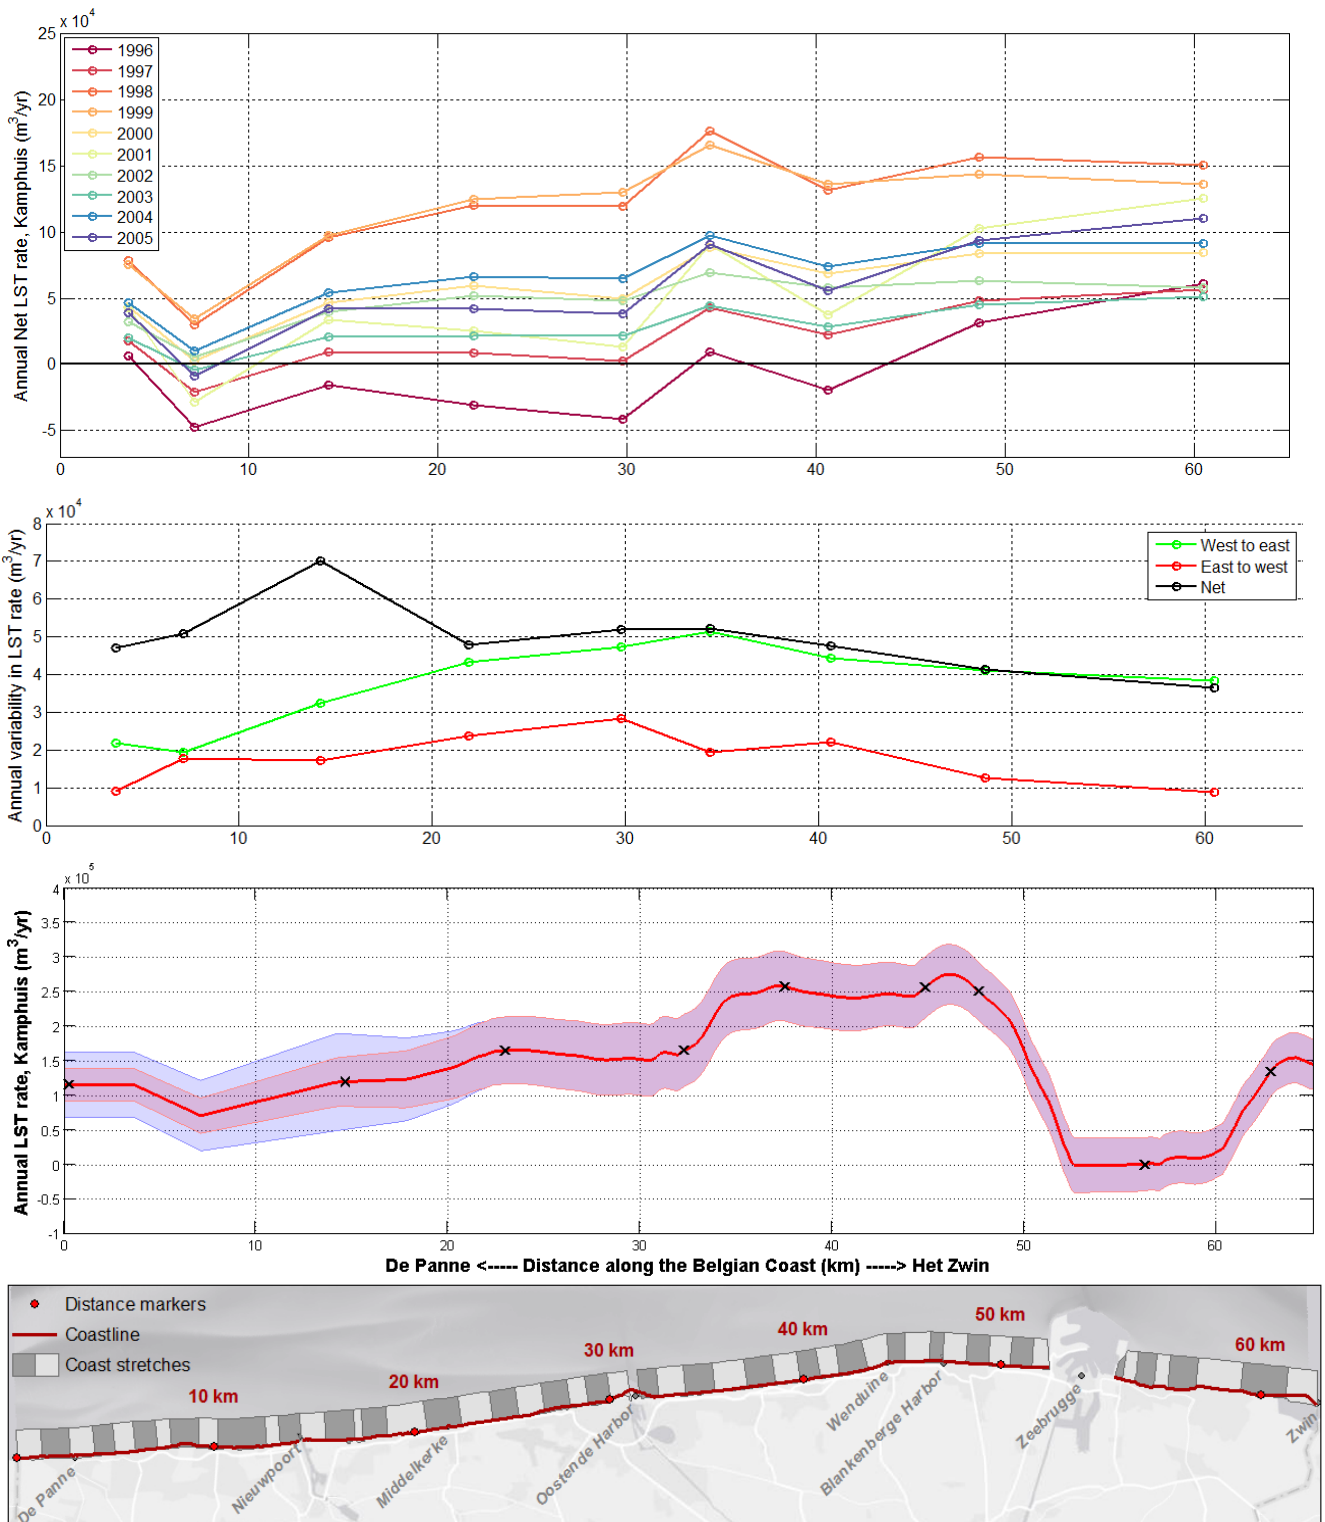 x 10^4
25
20
15
10
5
0
-5
0 10 20 30 40 50 60
Annual Net LST rate, Kamphuis (m^3/yr)
1996
1997
1998
1999
2000
2001
2002
2003
2004
2005
x 10^4
8
7
6
5
4
3
2
1
0
0 10 20 30 40 50 60
Annual variability in LST rate (m^3/yr)
West to east
East to west
Net
x 10^5
4
3.5
3
2.5
2
1.5
1
0.5
0
-0.5
-1
0 10 20 30 40 50 60
Annual LST rate, Kamphuis (m^3/yr)
De Panne <----- Distance along the Belgian Coast (km) -----> Het Zwin
Distance markers
Coastline
Coast stretches
10 km
20 km
30 km
40 km
50 km
60 km
De Panne
Nieuwpoort
Middelkerke
Oostende Harbor
Wenduine
Blankenberge Harbor
Zeebrugge
Zwin